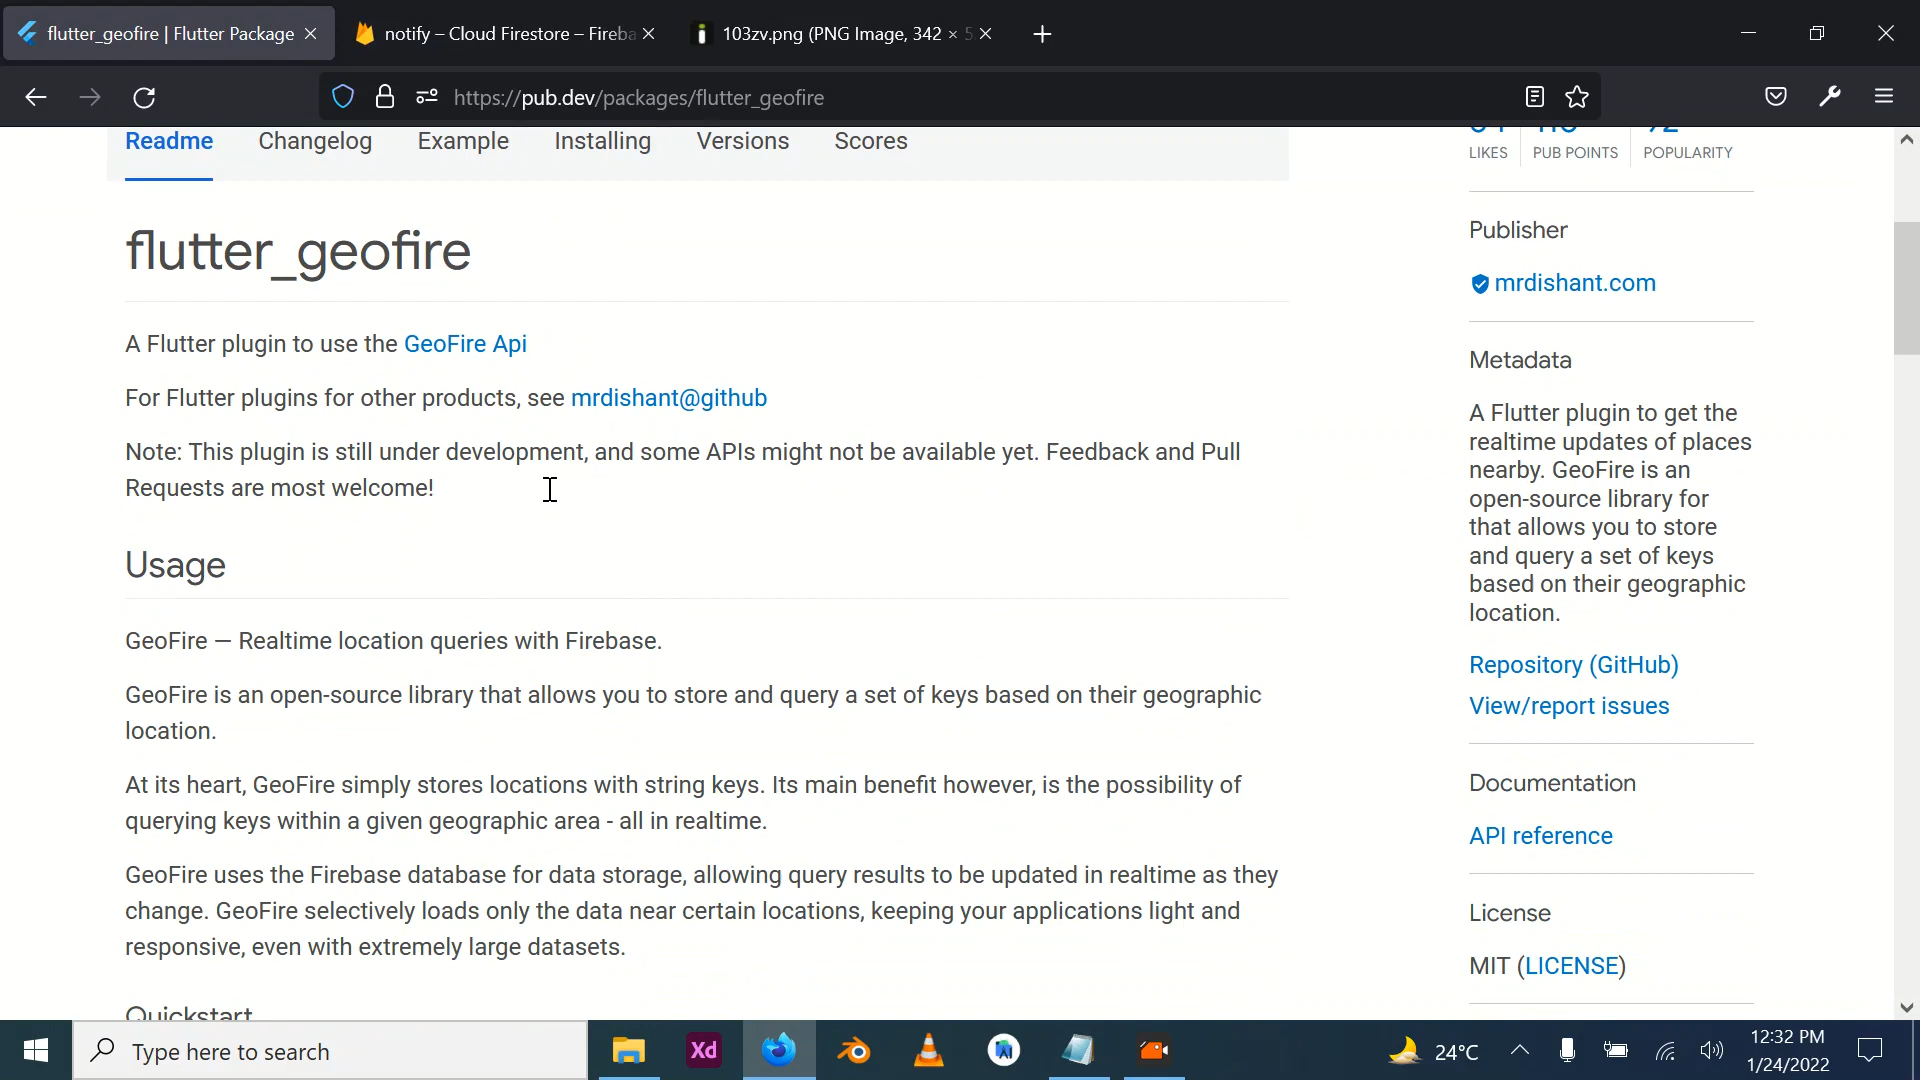 flutter_geofire | Flutter Package
notify – Cloud Firestore – Fireba
103zv.png (PNG Image, 342 × 5
https://pub.dev/packages/flutter_geofire
Readme
Changelog
Example
Installing
Versions
Scores
LIKES
PUB POINTS
POPULARITY
flutter_geofire
A Flutter plugin to use the GeoFire Api
For Flutter plugins for other products, see mrdishant@github
Note: This plugin is still under development, and some APIs might not be available yet. Feedback and Pull
Requests are most welcome!
Usage
GeoFire — Realtime location queries with Firebase.
GeoFire is an open-source library that allows you to store and query a set of keys based on their geographic
location.
At its heart, GeoFire simply stores locations with string keys. Its main benefit however, is the possibility of
querying keys within a given geographic area - all in realtime.
GeoFire uses the Firebase database for data storage, allowing query results to be updated in realtime as they
change. GeoFire selectively loads only the data near certain locations, keeping your applications light and
responsive, even with extremely large datasets.
Quickstart
Publisher
mrdishant.com
Metadata
A Flutter plugin to get the
realtime updates of places
nearby. GeoFire is an
open-source library for
that allows you to store
and query a set of keys
based on their geographic
location.
Repository (GitHub)
View/report issues
Documentation
API reference
License
MIT (LICENSE)
Type here to search
Xd
24°C
12:32 PM
1/24/2022